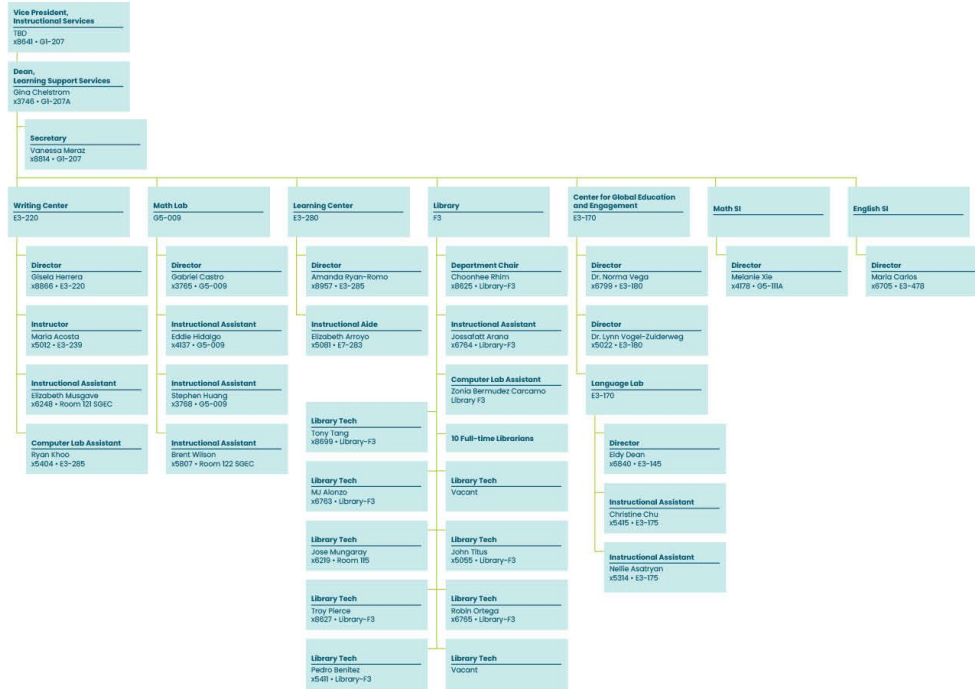 Vice President,
Instructional Services
TBD
x8641 • G1-207
Dean,
Learning Support Services
Gina Chelstrom
x3746 • G1-207A
Secretary
Vanessa Meraz
x8814 • G1-207
Writing Center
E3-220
Director
Gisela Herrera
x8866 • E3-220
Instructor
Maria Acosta
x5012 • E3-239
Instructional Assistant
Elizabeth Musgave
x6248 • Room 121 SGEC
Computer Lab Assistant
Ryan Khoo
x5404 • E3-285
Math Lab
G5-009
Director
Gabriel Castro
x3765 • G5-009
Instructional Assistant
Eddie Hidalgo
x4137 • G5-009
Instructional Assistant
Stephen Huang
x3768 • G5-009
Instructional Assistant
Brent Wilson
x5807 • Room 122 SGEC
Learning Center
E3-280
Director
Amanda Ryan-Romo
x8957 • E3-285
Instructional Aide
Elizabeth Arroyo
x5081 • E7-283
Library
F3
Department Chair
Choonhee Rhim
x8625 • Library-F3
Instructional Assistant
Jossafatt Arana
x6764 • Library-F3
Computer Lab Assistant
Zonia Bermudez Carcamo
Library F3
Library Tech
Tony Tang
x8699 • Library-F3
10 Full-time Librarians
Library Tech
MJ Alonzo
x6763 • Library-F3
Library Tech
Vacant
Library Tech
Jose Mungaray
x6219 • Room 115
Library Tech
John Titus
x5055 • Library-F3
Library Tech
Troy Pierce
x8627 • Library-F3
Library Tech
Robin Ortega
x6765 • Library-F3
Library Tech
Pedro Benitez
x5411 • Library-F3
Library Tech
Vacant
Center for Global Education
and Engagement
E3-170
Director
Dr. Norma Vega
x6799 • E3-180
Director
Dr. Lynn Vogel-Zuiderweg
x5022 • E3-180
Language Lab
E3-170
Director
Eldy Dean
x6840 • E3-145
Instructional Assistant
Christine Chu
x5415 • E3-175
Instructional Assistant
Nellie Asatryan
x5314 • E3-175
Math SI
Director
Melanie Xie
x4178 • G5-111A
English SI
Director
Maria Carlos
x6705 • E3-478